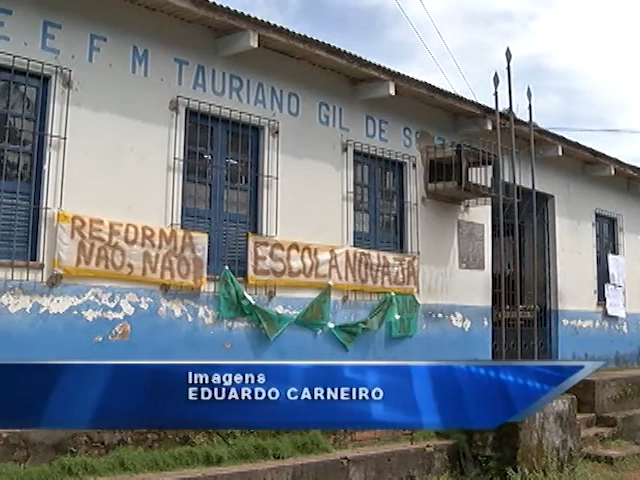 E.E.F.M TAURIANO GIL DE
REFORMA
NÃO, NÃO!
ESCOLA NOVA JÁ
Imagens
EDUARDO CARNEIRO